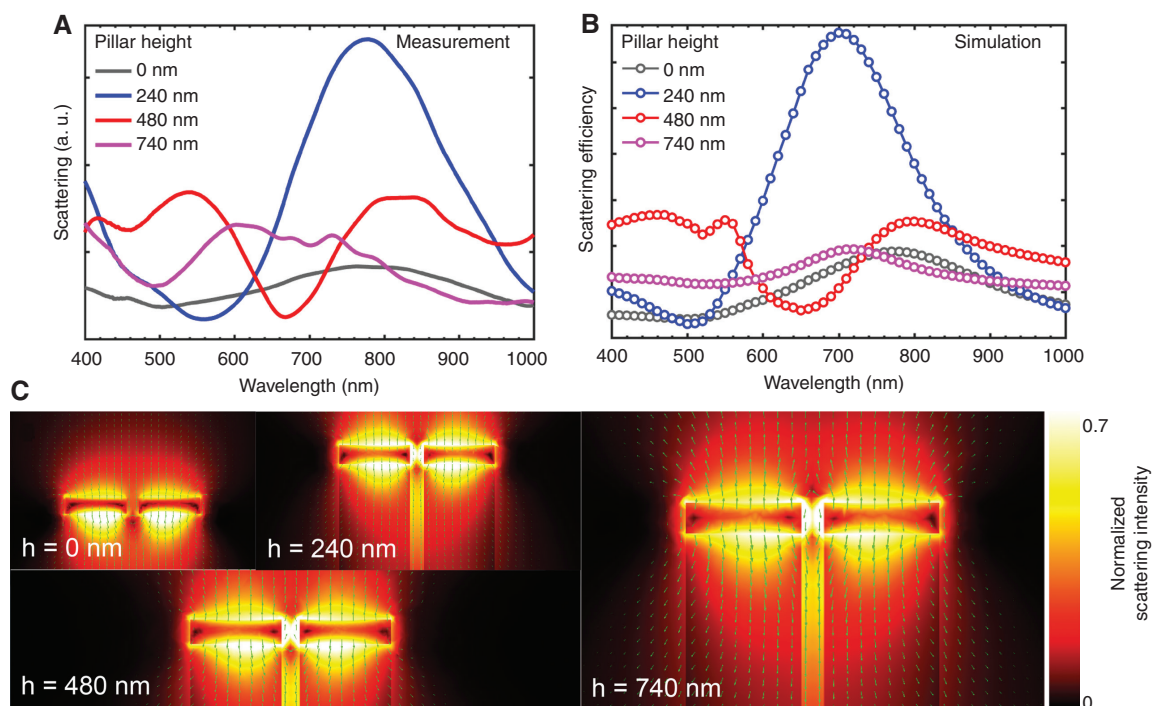 A
Pillar height
Measurement
0 nm
240 nm
480 nm
740 nm
Scattering (a. u.)
400
500
600
700
800
900
1000
Wavelength (nm)
B
Pillar height
Simulation
0 nm
240 nm
480 nm
740 nm
Scattering efficiency
400
500
600
700
800
900
1000
Wavelength (nm)
C
h = 0 nm
h = 240 nm
h = 480 nm
h = 740 nm
0.7
0
Normalized
scattering intensity